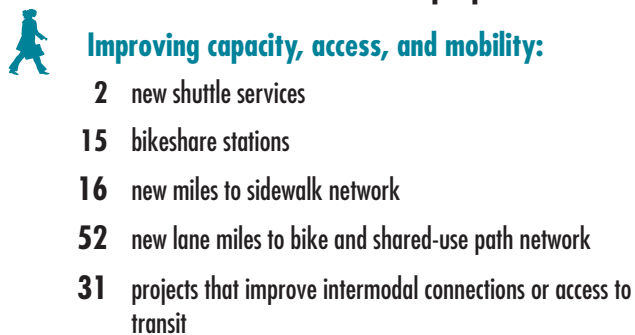 Improving capacity, access, and mobility:
2 new shuttle services
15 bikeshare stations
16 new miles to sidewalk network
52 new lane miles to bike and shared-use path network
31 projects that improve intermodal connections or access to
transit